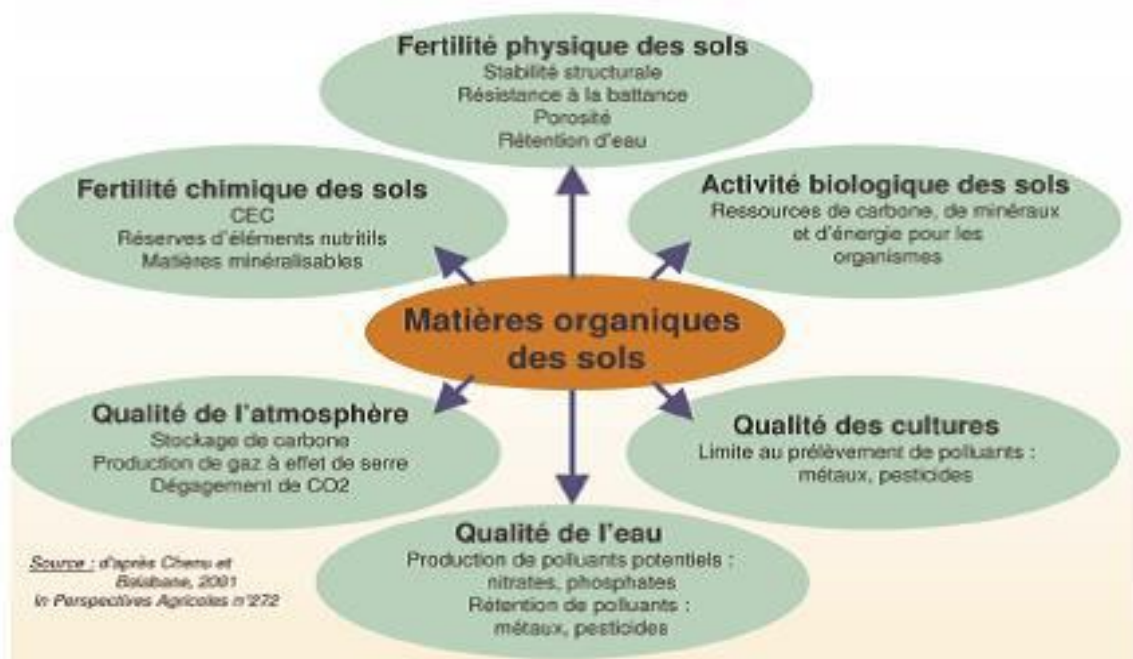 Fertilité physique des sols
Stabilité structurale
Résistance à la battance
Porosité
Rétention d'eau
Fertilité chimique des sols
CEC
Réserves d'éléments nutritifs
Matières minéralisables
Activité biologique des sols
Ressources de carbone, de minéraux
et d'énergie pour les
organismes
Matières organiques
des sols
Qualité de l'atmosphère
Stockage de carbone
Production de gaz à effet de serre
Dégagement de CO2
Qualité des cultures
Limite au prélèvement de polluants :
métaux, pesticides
Qualité de l'eau
Production de polluants potentiels :
nitrates, phosphates
Rétention de polluants :
métaux, pesticides
Source : d'après Chenu et
Balabane, 2001
In Perspectives Agricoles n°272